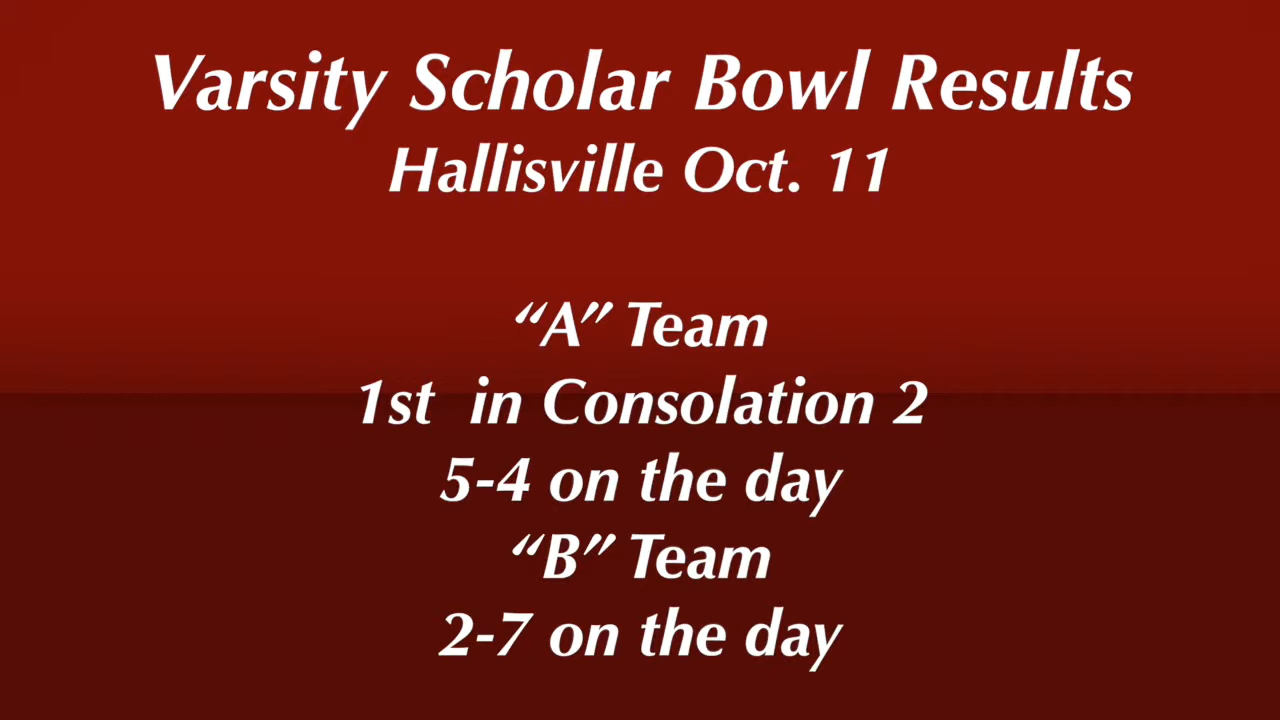 Varsity Scholar Bowl Results
Hallisville Oct. 11
“A” Team
1st  in Consolation 2
5-4 on the day
“B” Team
2-7 on the day